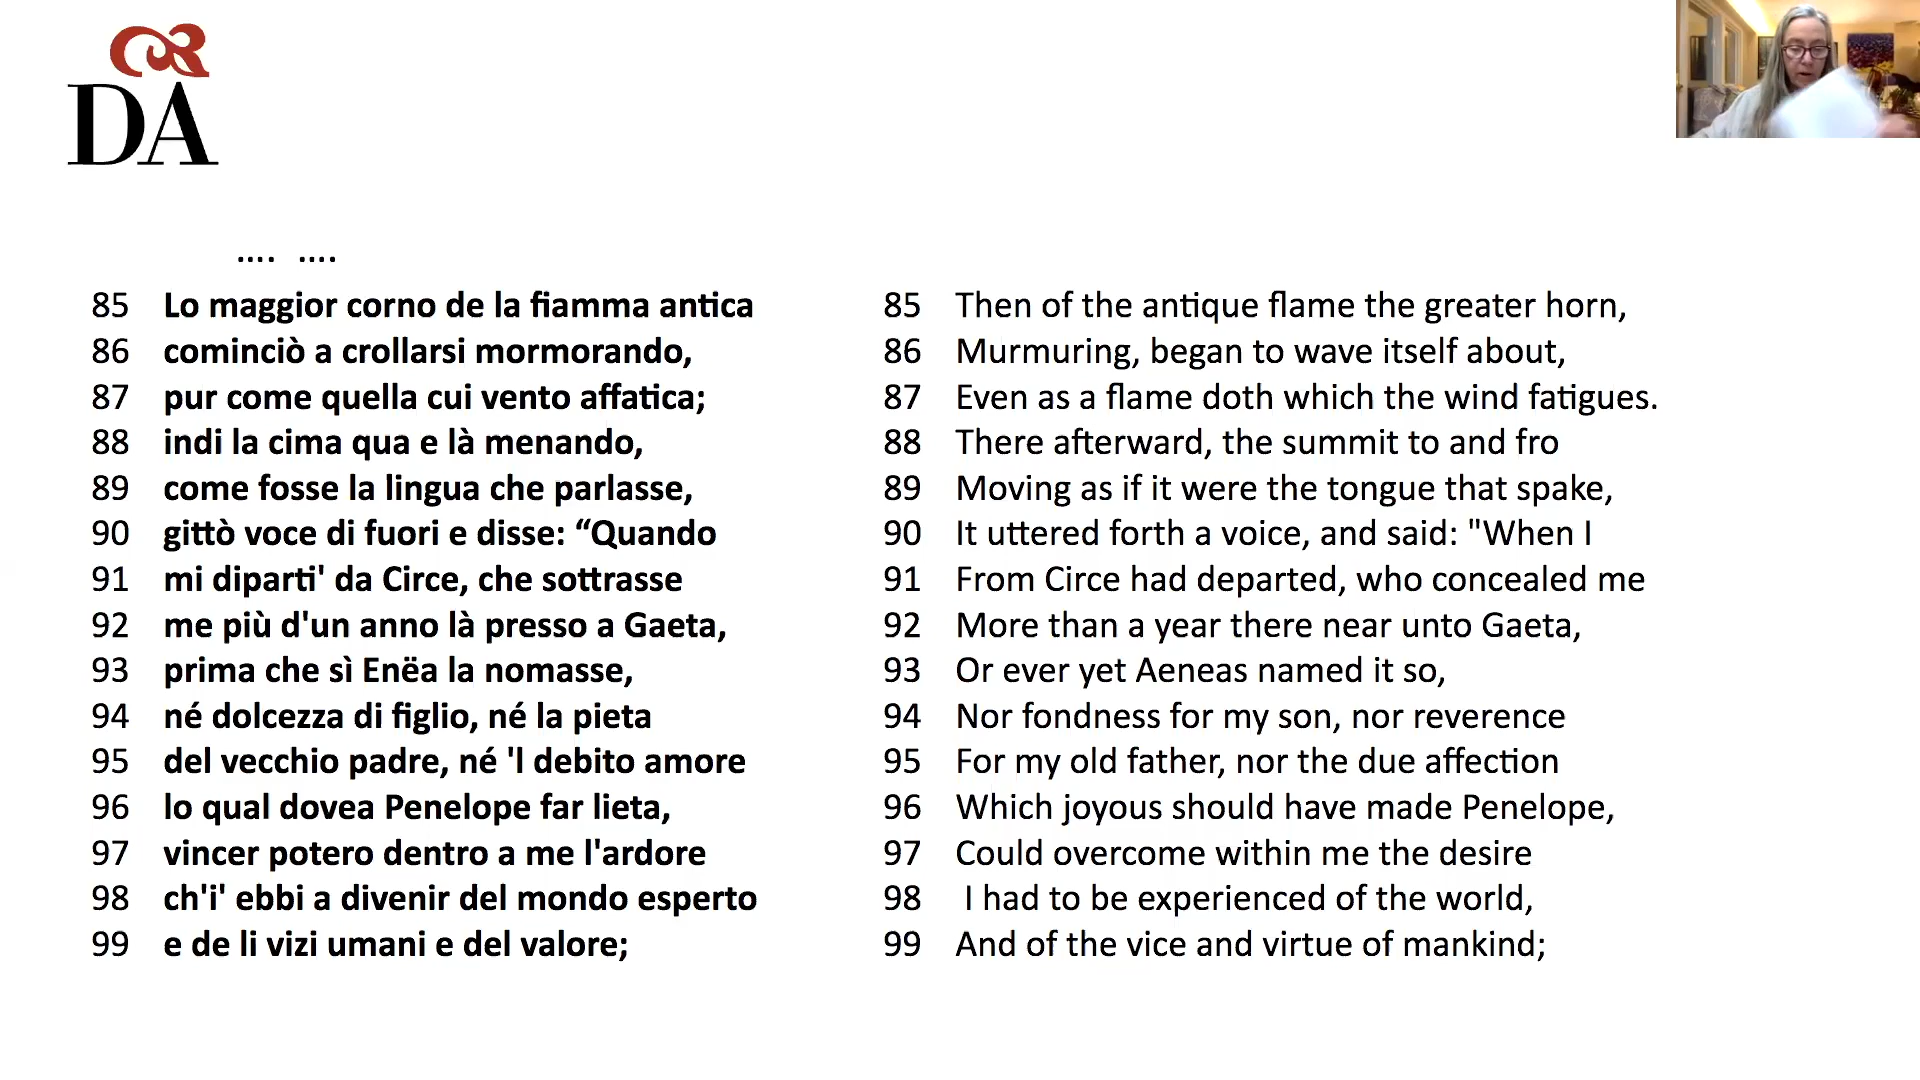 DA
.... ....
85 Lo maggior corno de la fiamma antica
86 cominciò a crollarsi mormorando,
87 pur come quella cui vento affatica;
88 indi la cima qua e là menando,
89 come fosse la lingua che parlasse,
90 gittò voce di fuori e disse: “Quando
91 mi diparti' da Circe, che sottrasse
92 me più d'un anno là presso a Gaeta,
93 prima che sì Enëa la nomasse,
94 né dolcezza di figlio, né la pieta
95 del vecchio padre, né 'l debito amore
96 lo qual dovea Penelope far lieta,
97 vincer potero dentro a me l'ardore
98 ch'i' ebbi a divenir del mondo esperto
99 e de li vizi umani e del valore;
85 Then of the antique flame the greater horn,
86 Murmuring, began to wave itself about,
87 Even as a flame doth which the wind fatigues.
88 There afterward, the summit to and fro
89 Moving as if it were the tongue that spake,
90 It uttered forth a voice, and said: "When I
91 From Circe had departed, who concealed me
92 More than a year there near unto Gaeta,
93 Or ever yet Aeneas named it so,
94 Nor fondness for my son, nor reverence
95 For my old father, nor the due affection
96 Which joyous should have made Penelope,
97 Could overcome within me the desire
98 I had to be experienced of the world,
99 And of the vice and virtue of mankind;